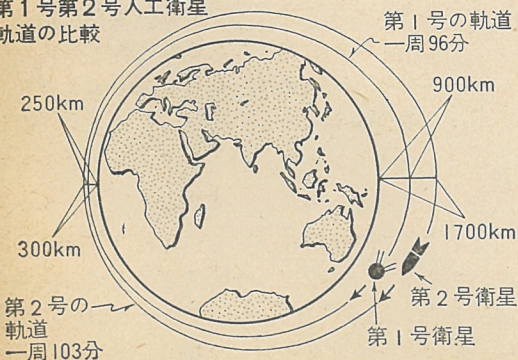 第1号第2号人工衛星
軌道の比較
第1号の軌道
一周96分
250km
900km
300km
1700km
第2号の
軌道
一周103分
第2号衛星
第1号衛星